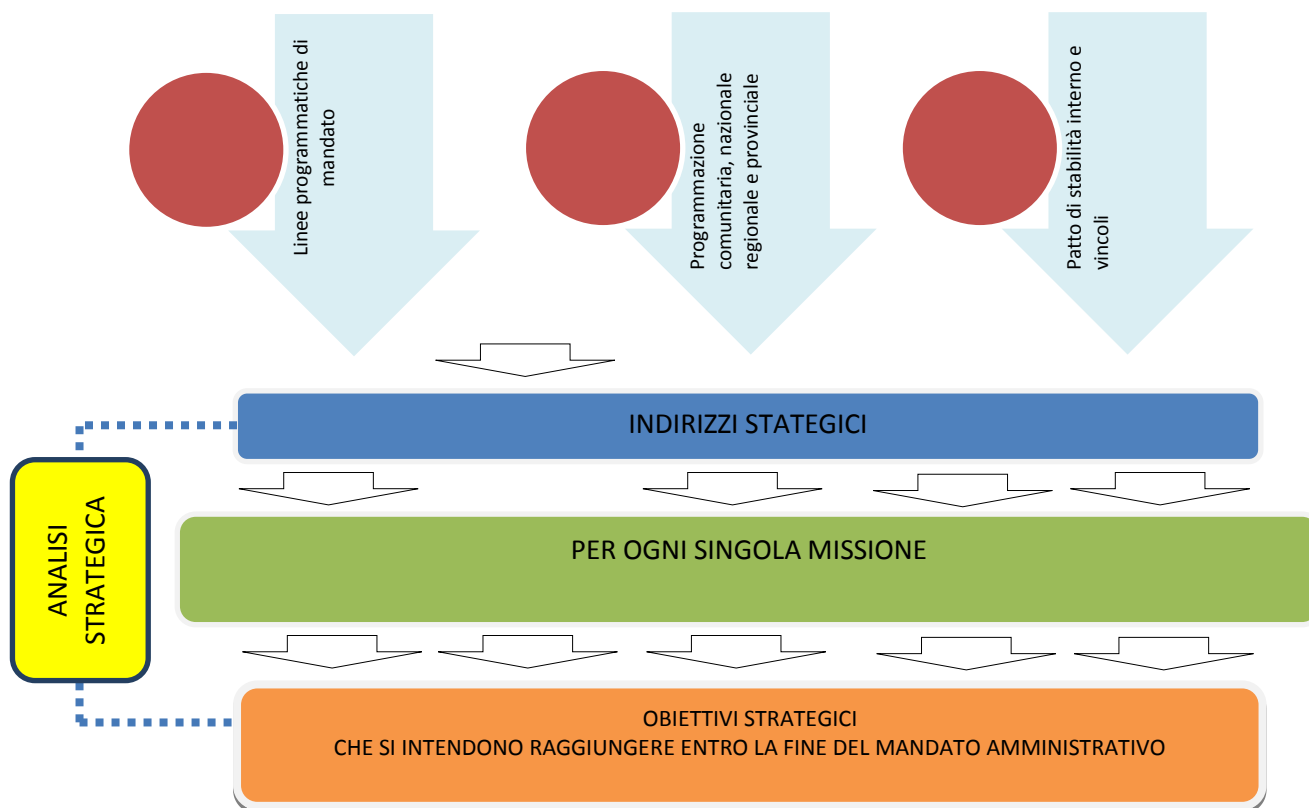 Linee programmatiche di
mandato
Programmazione
comunitaria, nazionale
regionale e provinciale
Patto di stabilità interno e
vincoli
INDIRIZZI STATEGICI
ANALISI
STRATEGICA
PER OGNI SINGOLA MISSIONE
OBIETTIVI STRATEGICI
CHE SI INTENDONO RAGGIUNGERE ENTRO LA FINE DEL MANDATO AMMINISTRATIVO